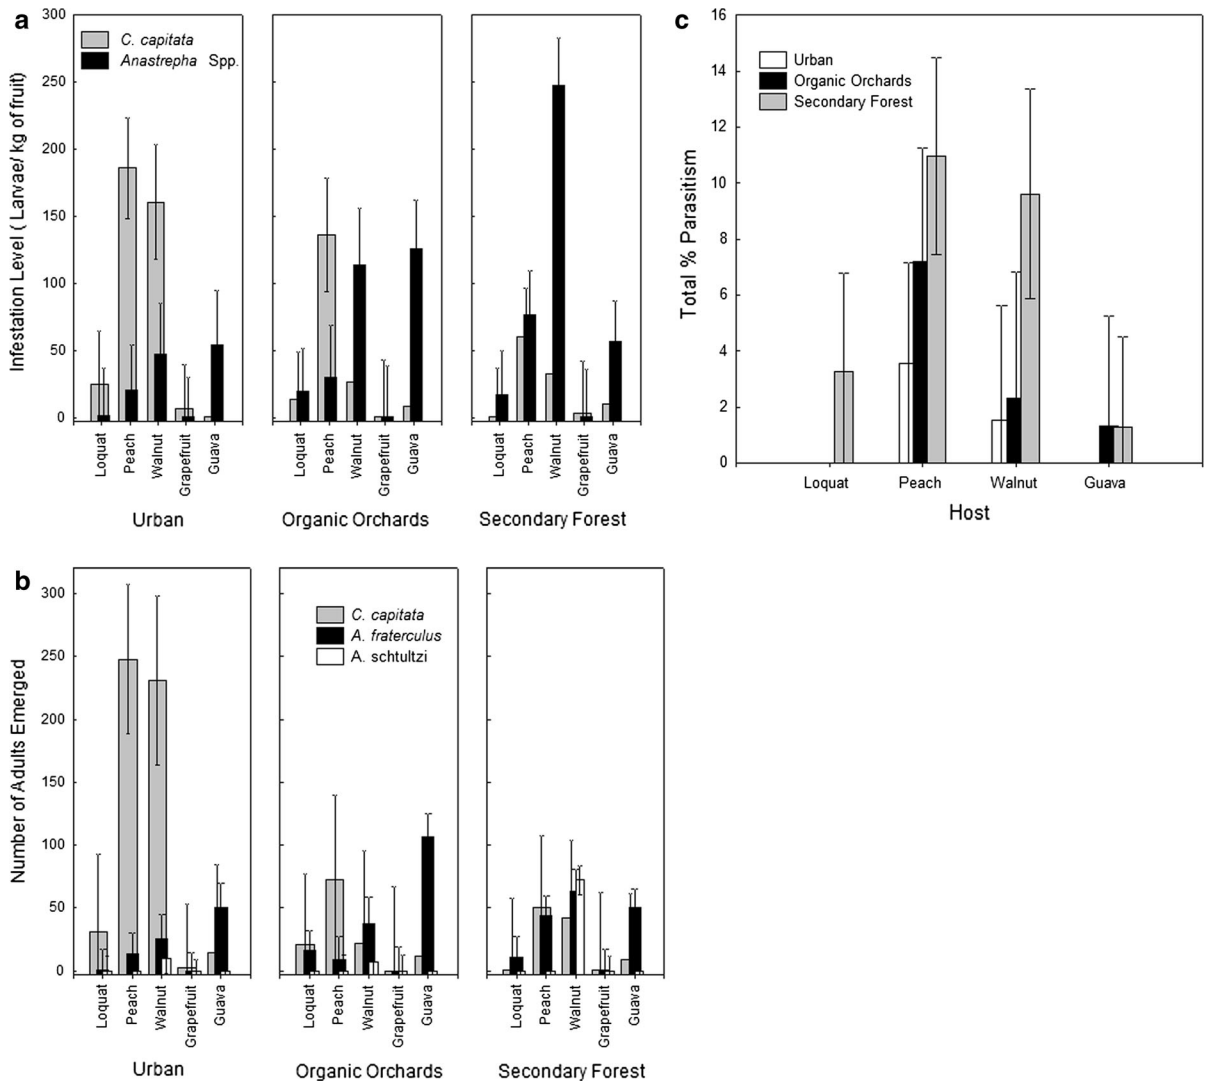 a
Infestation Level ( Larvae/ kg of fruit)
300
250
200
150
100
50
0
C. capitata
Anastrepha Spp.
Loquat
Peach
Walnut
Grapefruit
Guava
Urban
Loquat
Peach
Walnut
Grapefruit
Guava
Organic Orchards
Loquat
Peach
Walnut
Grapefruit
Guava
Secondary Forest
c
Total % Parasitism
16
14
12
10
8
6
4
2
0
Urban
Organic Orchards
Secondary Forest
Loquat
Peach
Walnut
Guava
Host
b
Number of Adults Emerged
300
250
200
150
100
50
0
C. capitata
A. fraterculus
A. schtultzi
Loquat
Peach
Walnut
Grapefruit
Guava
Urban
Loquat
Peach
Walnut
Grapefruit
Guava
Organic Orchards
Loquat
Peach
Walnut
Grapefruit
Guava
Secondary Forest